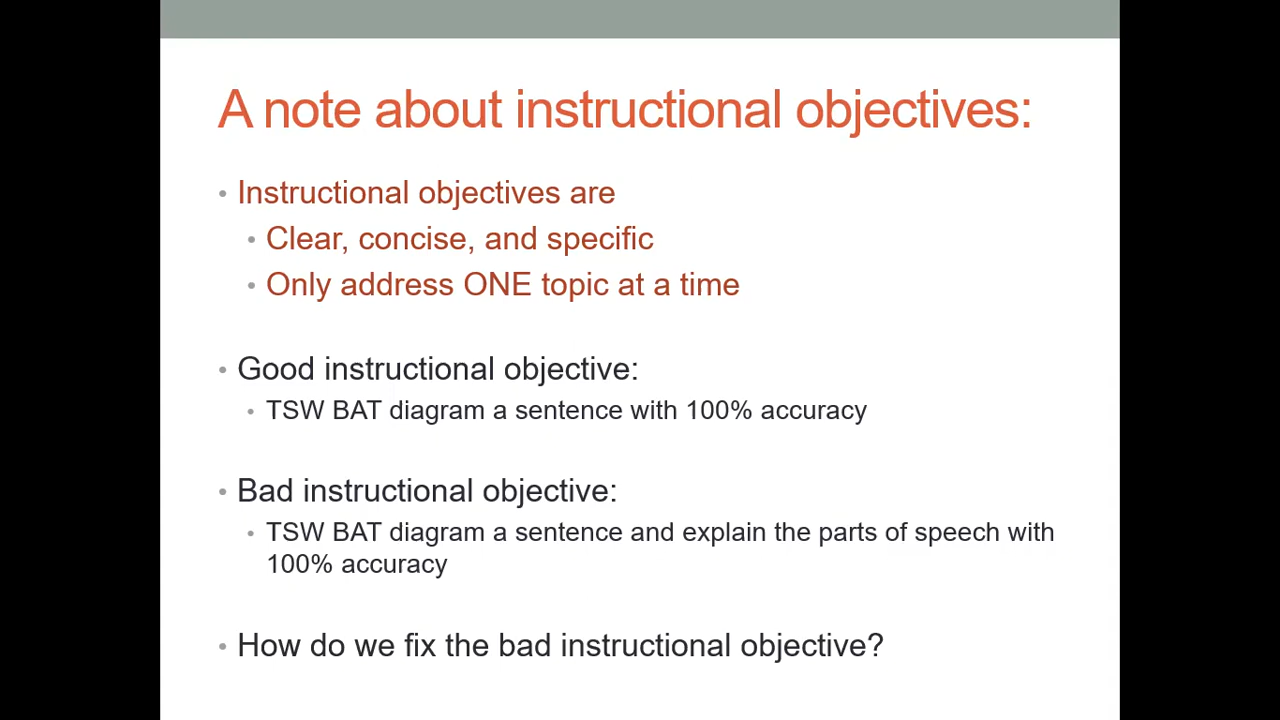 A note about instructional objectives:
• Instructional objectives are
• Clear, concise, and specific
• Only address ONE topic at a time
• Good instructional objective:
• TSW BAT diagram a sentence with 100% accuracy
• Bad instructional objective:
• TSW BAT diagram a sentence and explain the parts of speech with
100% accuracy
• How do we fix the bad instructional objective?